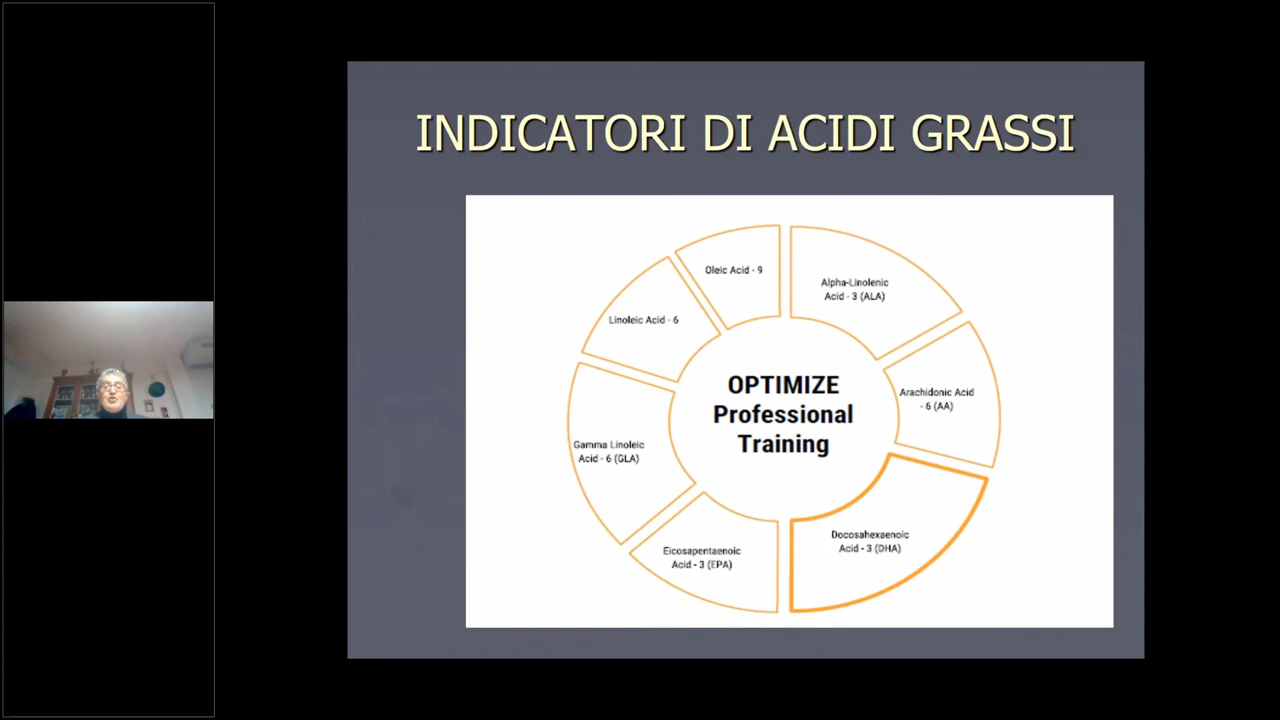 INDICATORI DI ACIDI GRASSI
Oleic Acid - 9
Alpha-Linolenic
Acid - 3 (ALA)
Linoleic Acid - 6
Arachidonic Acid
- 6 (AA)
OPTIMIZE
Professional
Training
Gamma Linoleic
Acid - 6 (GLA)
Docosahexaenoic
Acid - 3 (DHA)
Eicosapentaenoic
Acid - 3 (EPA)